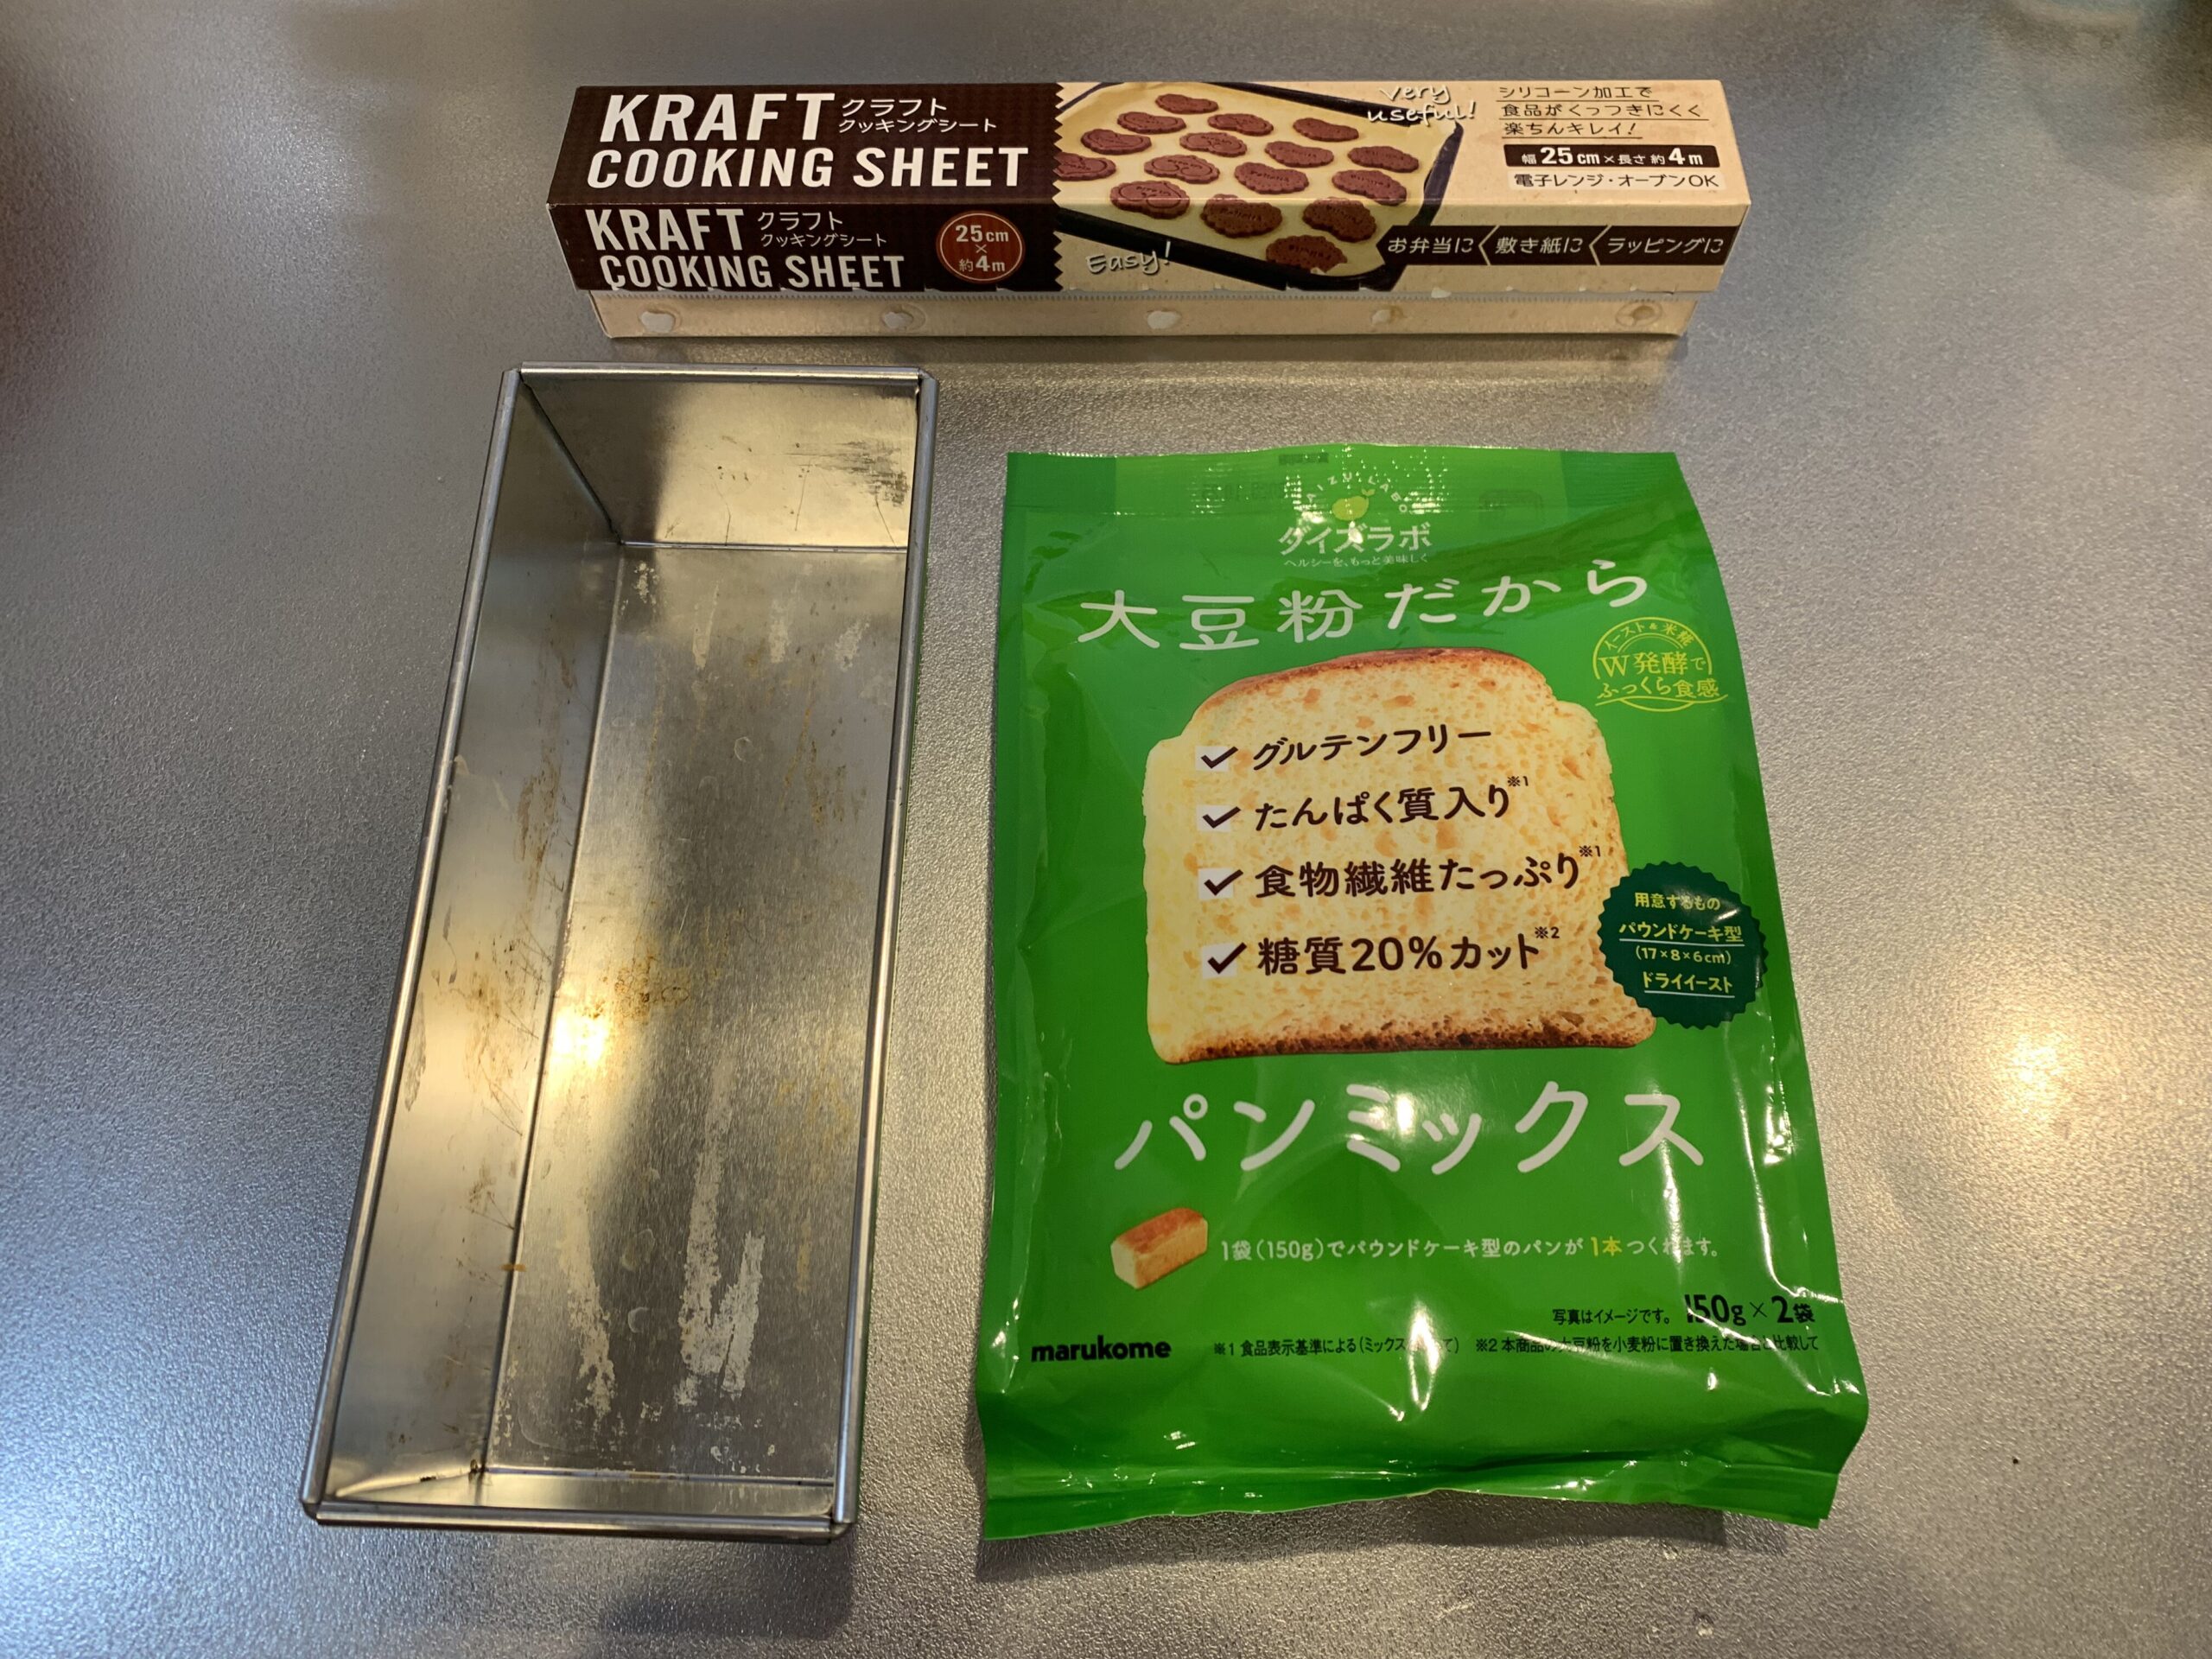 KRAFT クラフト
クッキングシート
COOKING SHEET
very
useful!
シリコーン加工で
食品がくっつきにくく
楽ちんキレイ!
幅25cm×長さ約4m
電子レンジ・オーブンOK
KRAFT クラフト
クッキングシート
COOKING SHEET
25cm
×
約4m
Easy!
お弁当に 敷き紙に ラッピングに
DAIZU LABO
ダイズラボ
ヘルシーを、もっと美味しく
大豆粉だから
イースト&米糀
W発酵で
ふっくら食感
グルテンフリー
たんぱく質入り※1
食物繊維たっぷり※1
糖質20%カット※2
用意するもの
パウンドケーキ型
(17×8×6cm)
ドライイースト
パンミックス
1袋(150g)でパウンドケーキ型のパンが1本つくれます。
写真はイメージです。 150g×2袋
marukome ※1 食品表示基準による(ミックス ※2 本商品の大豆粉を小麦粉に置き換えた場合と比較して